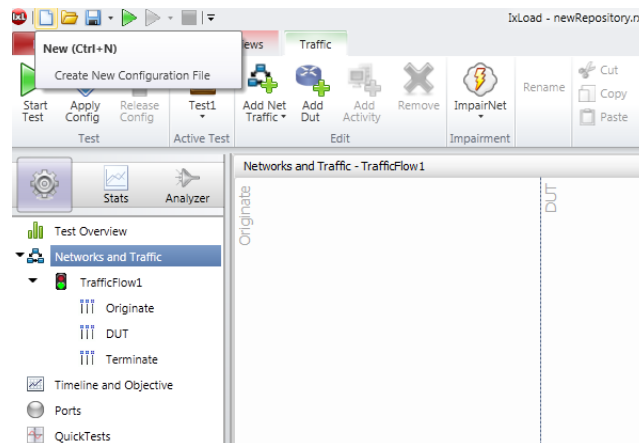 IxL
IxLoad - newRepository.r
New (Ctrl+N)
Create New Configuration File
ews
Traffic
Start Test
Apply Config
Release Config
Test1
Add Net Traffic
Add Dut
Add Activity
Remove
ImpairNet
Rename
Cut
Copy
Paste
Test
Active Test
Edit
Impairment
Networks and Traffic - TrafficFlow1
Stats
Analyzer
Originate
DUT
Test Overview
Networks and Traffic
TrafficFlow1
Originate
DUT
Terminate
Timeline and Objective
Ports
QuickTests